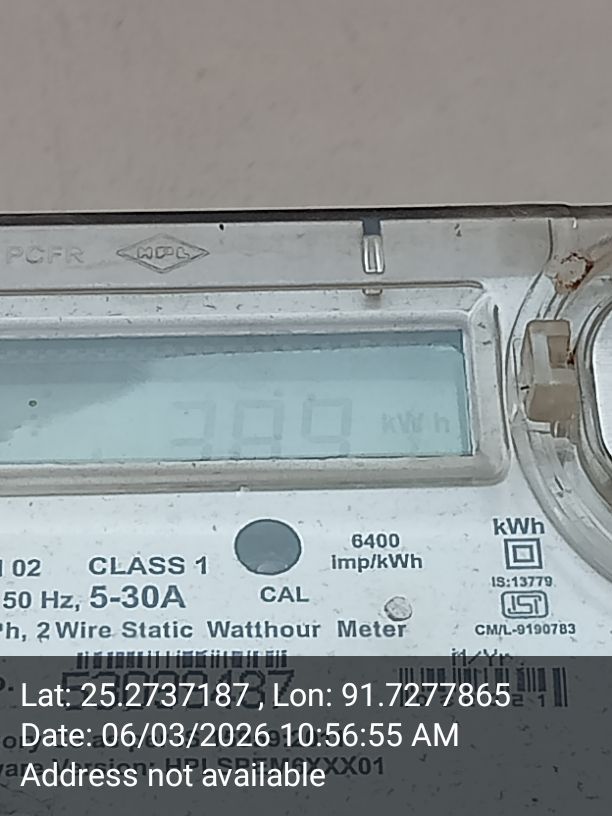 PCFR HPL
389 kWh
kWh
6400
imp/kWh
02 CLASS 1
IS:13779
50 Hz, 5-30A CAL
ISI
CM/L-9190783
Ph, 2 Wire Static Watthour Meter
M/Yr.
Lat: 25.2737187 , Lon: 91.7277865
Date: 06/03/2026 10:56:55 AM
Address not available